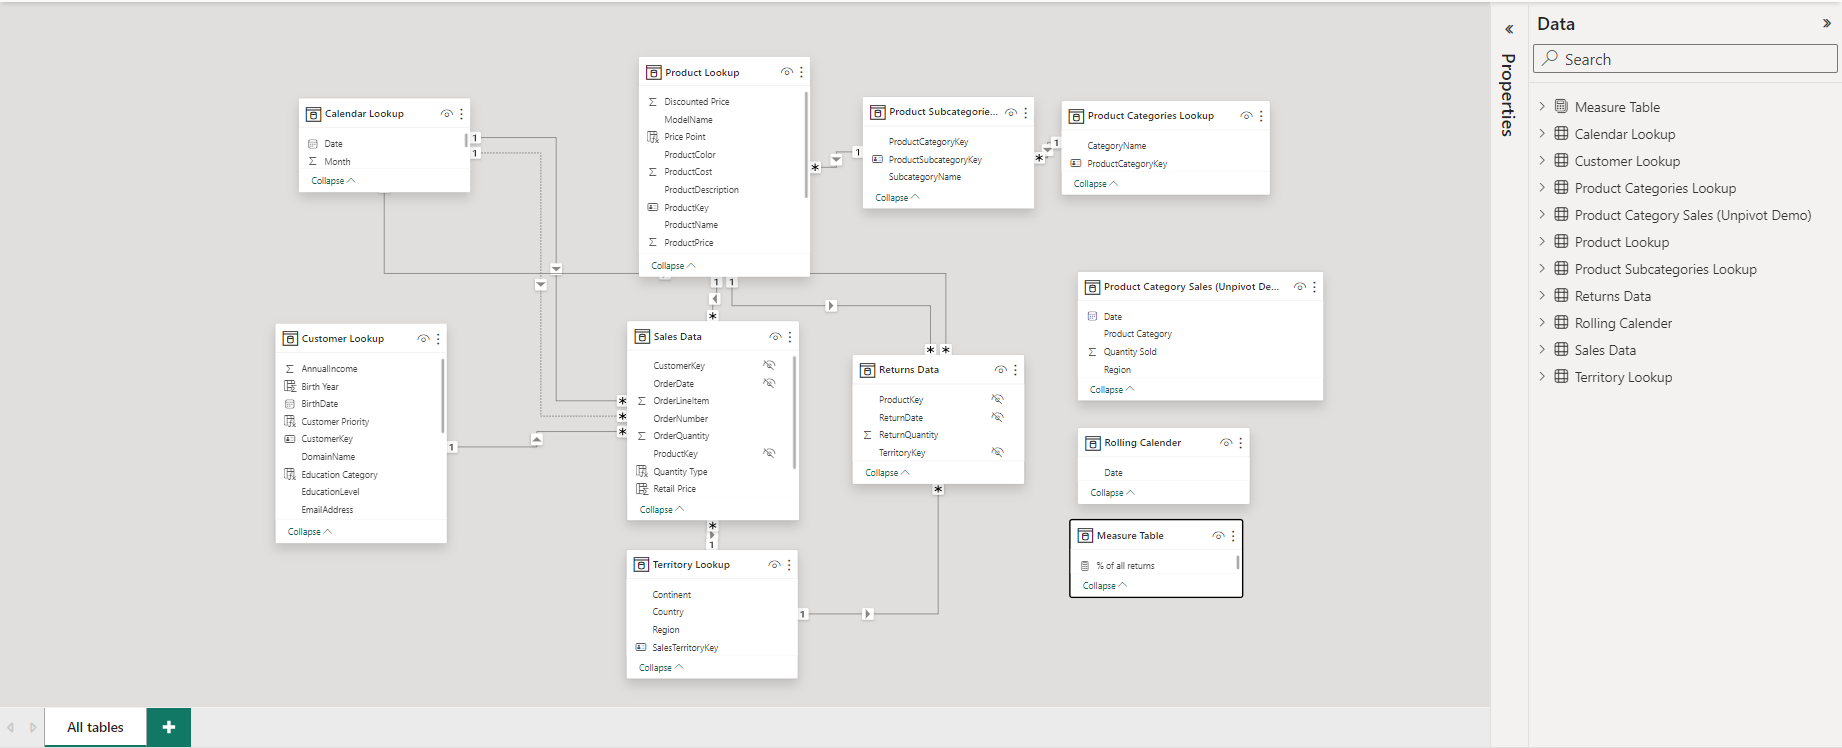 Calendar Lookup
Date
Month
Collapse
1
1
Product Lookup
Discounted Price
ModelName
Price Point
ProductColor
ProductCost
ProductDescription
ProductKey
ProductName
ProductPrice
Collapse
1
1
*
1
Product Subcategorie...
ProductCategoryKey
ProductSubcategoryKey
SubcategoryName
Collapse
*
1
Product Categories Lookup
CategoryName
ProductCategoryKey
Collapse
Customer Lookup
AnnualIncome
Birth Year
BirthDate
Customer Priority
CustomerKey
DomainName
Education Category
EducationLevel
EmailAddress
Collapse
1
*
*
*
*
Sales Data
CustomerKey
OrderDate
OrderLineItem
OrderNumber
OrderQuantity
ProductKey
Quantity Type
Retail Price
Collapse
*
1
* *
Returns Data
ProductKey
ReturnDate
ReturnQuantity
TerritoryKey
Collapse
*
Territory Lookup
Continent
Country
Region
SalesTerritoryKey
Collapse
1
Product Category Sales (Unpivot De...
Date
Product Category
Quantity Sold
Region
Collapse
Rolling Calender
Date
Collapse
Measure Table
% of all returns
Collapse
All tables
+
Properties
Data
Search
Measure Table
Calendar Lookup
Customer Lookup
Product Categories Lookup
Product Category Sales (Unpivot Demo)
Product Lookup
Product Subcategories Lookup
Returns Data
Rolling Calender
Sales Data
Territory Lookup